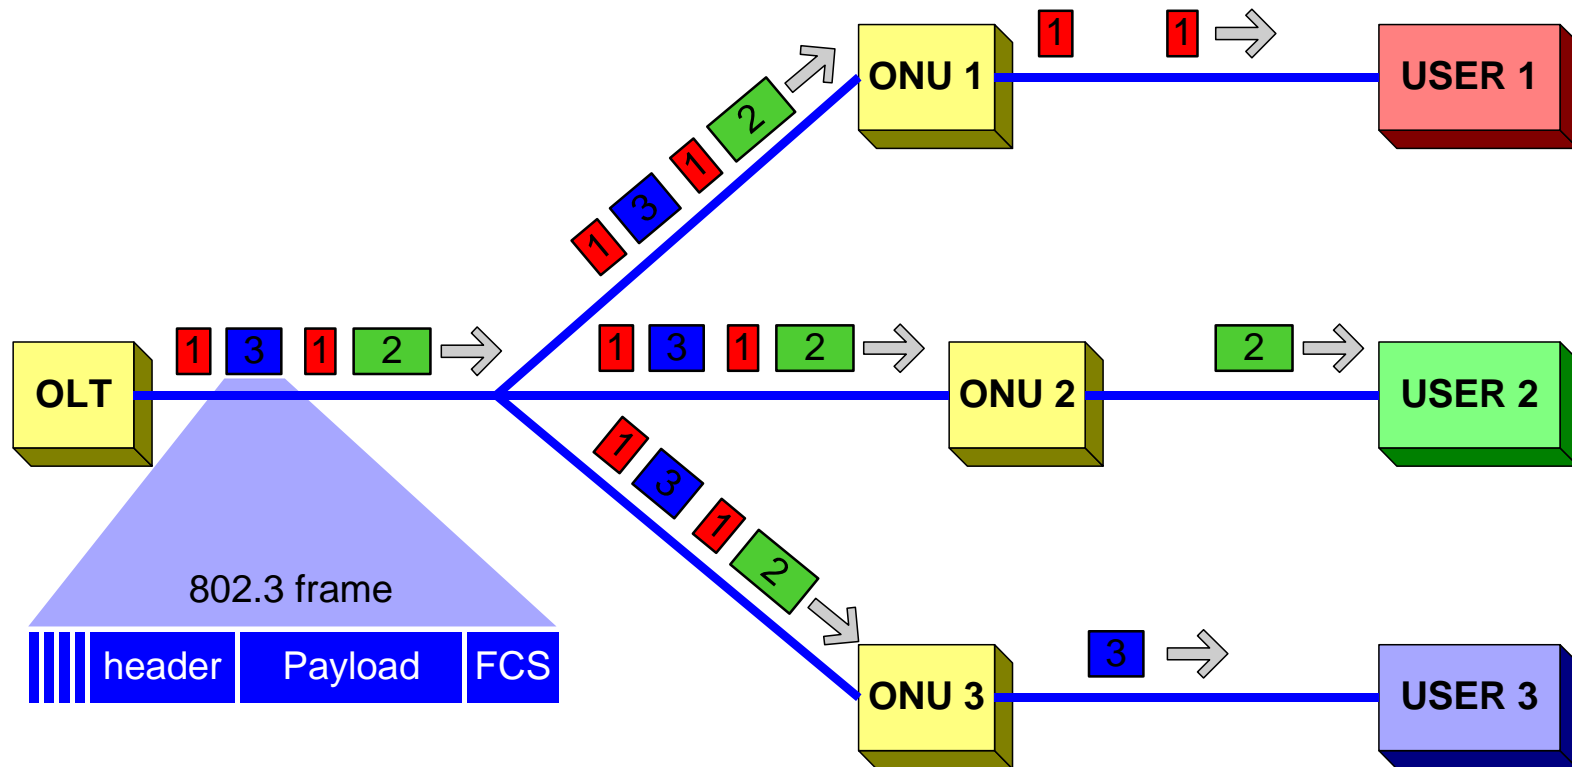 1 1
ONU 1 USER 1
2
1
3
1
1 3 1 2
1 3 1 2
2
OLT
ONU 2
USER 2
1
3
1
2
802.3 frame
header Payload FCS
3
ONU 3 USER 3